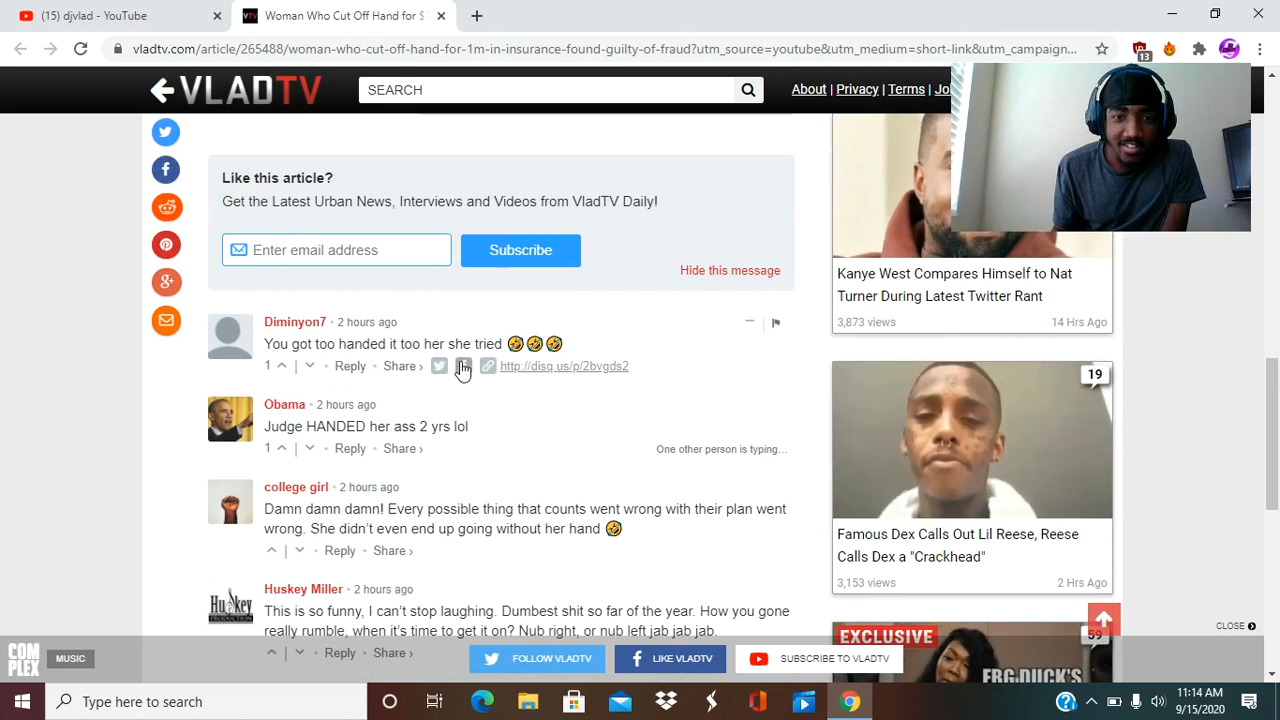 (15) djvlad - YouTube
Woman Who Cut Off Hand for $
vladtv.com/article/265488/woman-who-cut-off-hand-for-1m-in-insurance-found-guilty-of-fraud?utm_source=youtube&utm_medium=short-link&utm_campaign...
13
VLADTV
SEARCH
About | Privacy | Terms | Jo
Like this article?
Get the Latest Urban News, Interviews and Videos from VladTV Daily!
Enter email address
Subscribe
Hide this message
Diminyon7 • 2 hours ago
You got too handed it too her she tried 🤣🤣🤣
1 Reply Share › http://disq.us/p/2bvgds2
Obama • 2 hours ago
Judge HANDED her ass 2 yrs lol
1 Reply Share ›
One other person is typing...
college girl • 2 hours ago
Damn damn damn! Every possible thing that counts went wrong with their plan went
wrong. She didn't even end up going without her hand 🤣
Reply Share ›
Huskey Miller • 2 hours ago
Huskey
PRODUCTION
This is so funny, I can't stop laughing. Dumbest shit so far of the year. How you gone
really rumble, when it's time to get it on? Nub right, or nub left jab jab jab.
Reply Share ›
Kanye West Compares Himself to Nat
Turner During Latest Twitter Rant
3,873 views 14 Hrs Ago
19
Famous Dex Calls Out Lil Reese, Reese
Calls Dex a "Crackhead"
3,153 views 2 Hrs Ago
EXCLUSIVE
59
FBG DUCK'S
CLOSE
COM
PLEX
MUSIC
FOLLOW VLADTV
LIKE VLADTV
SUBSCRIBE TO VLADTV
Type here to search
11:14 AM
9/15/2020